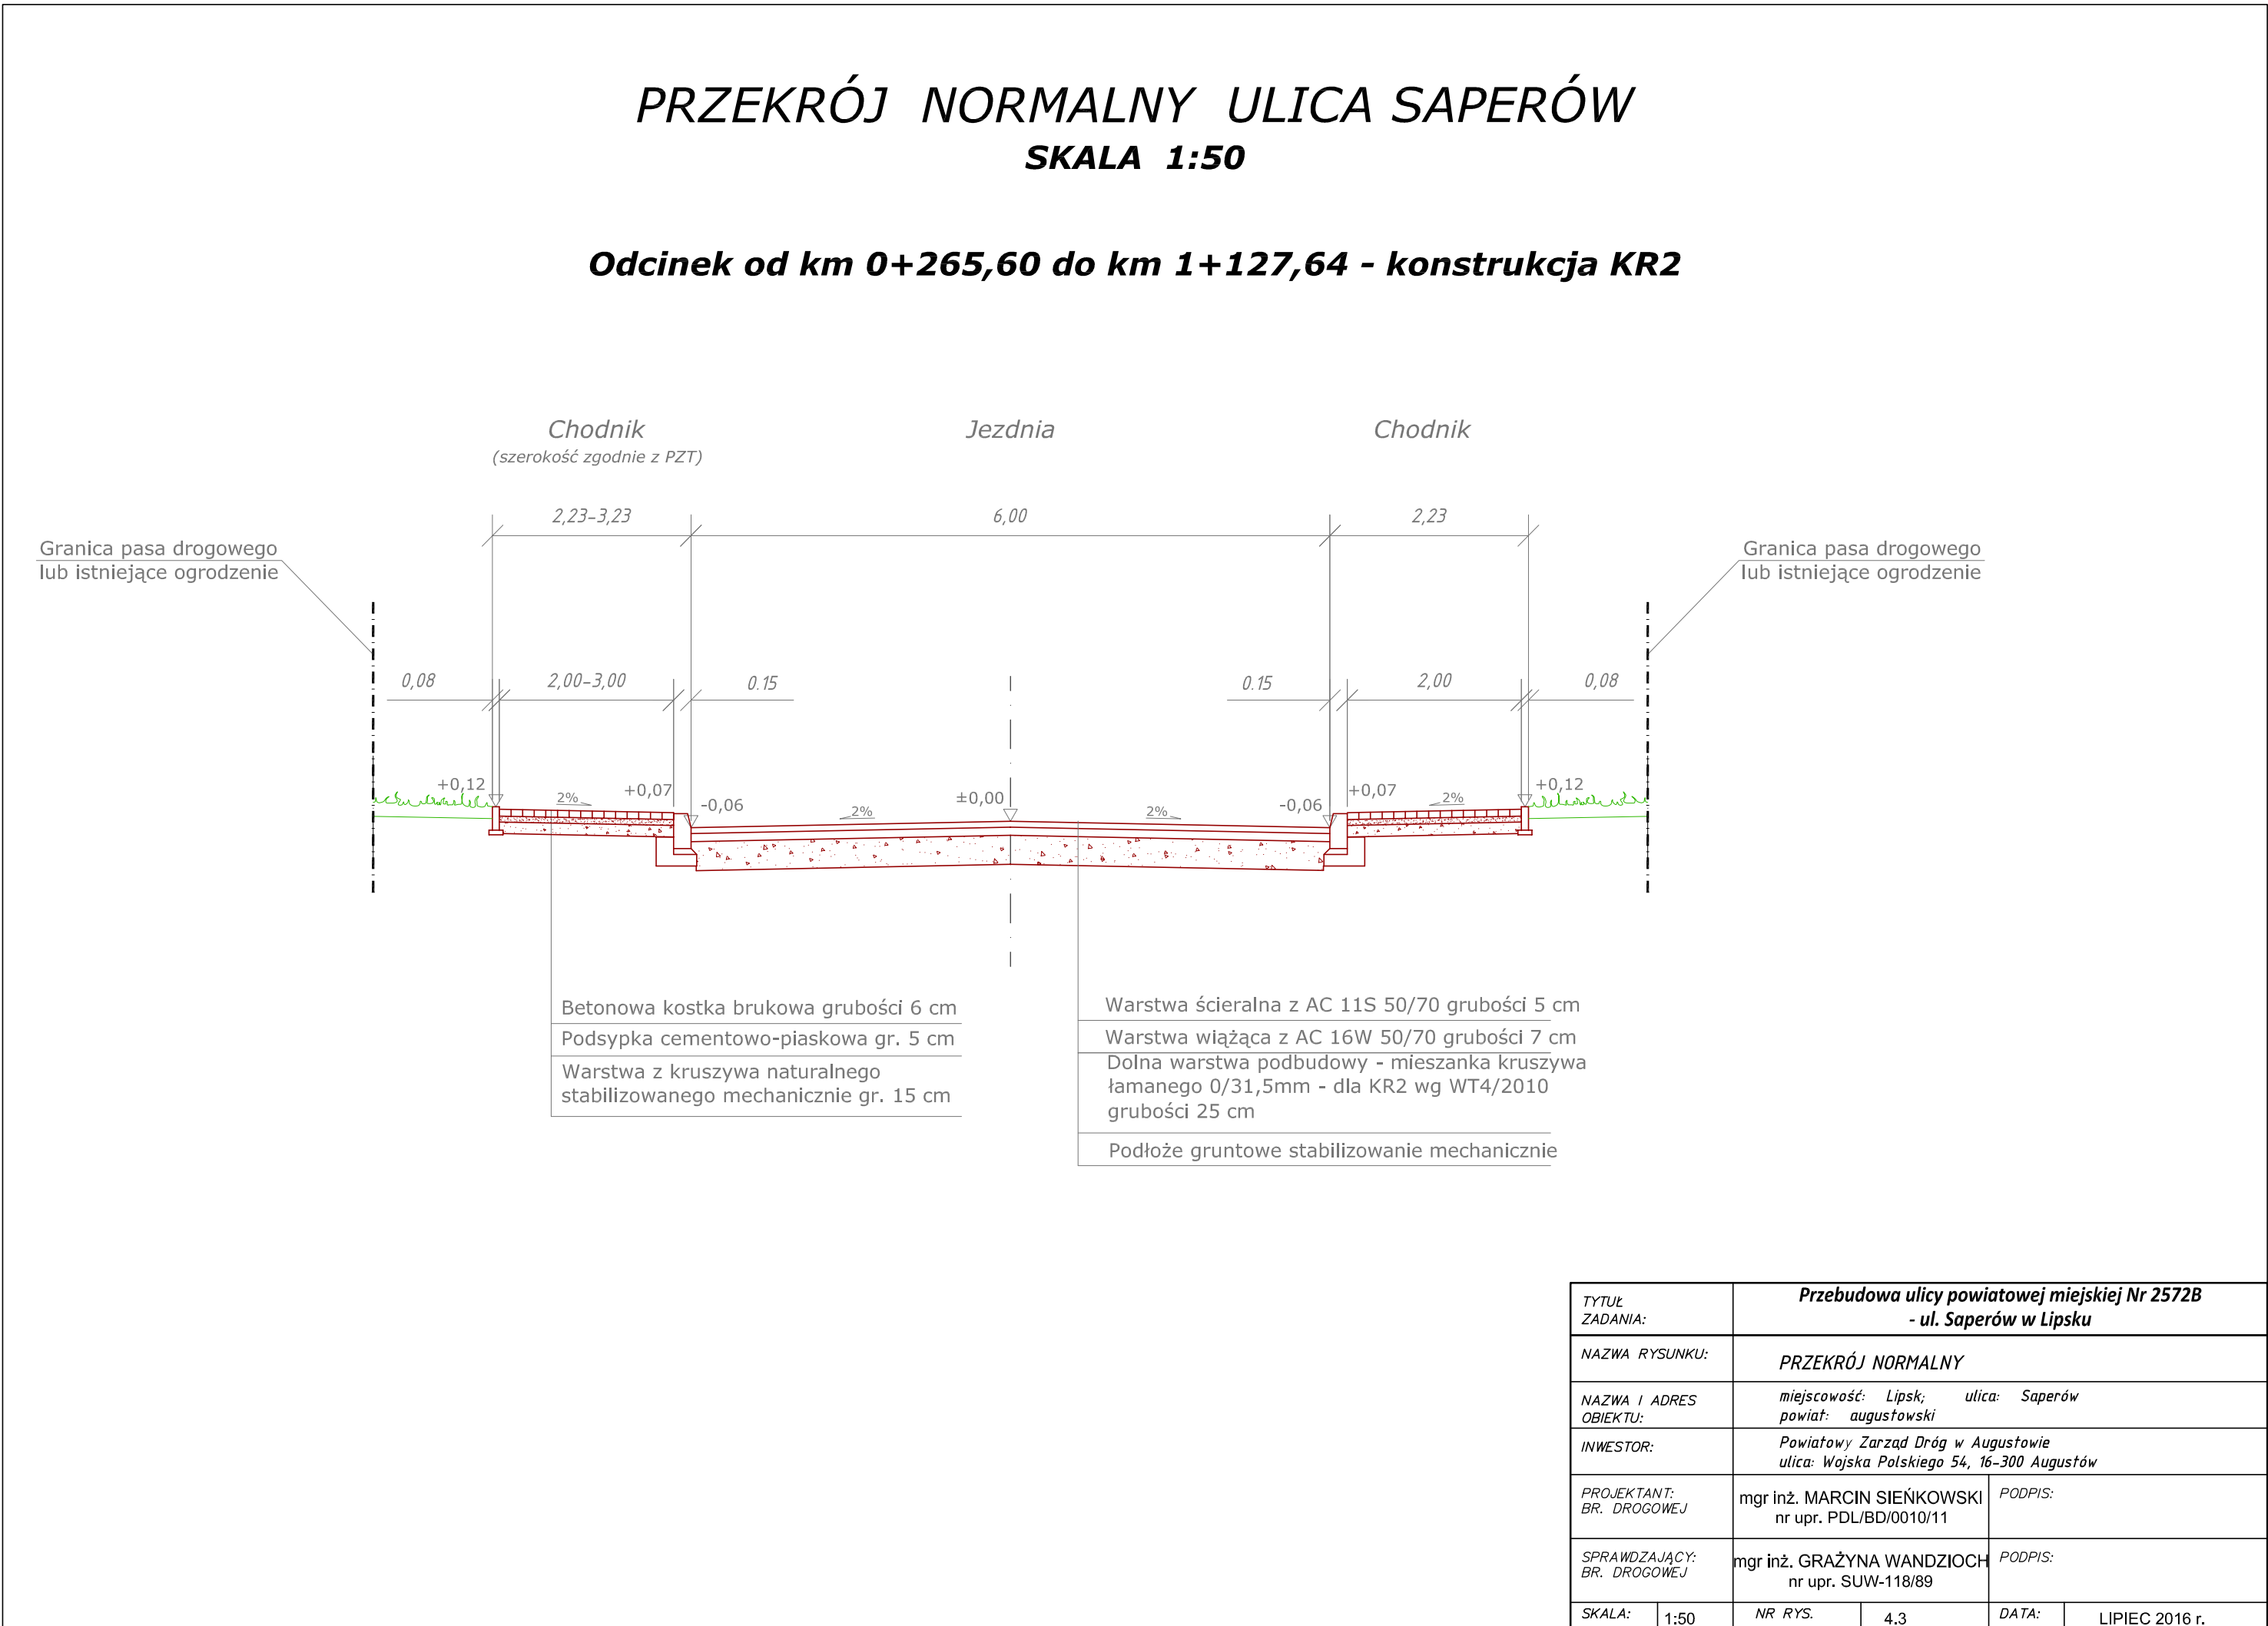 PRZEKRÓJ NORMALNY ULICA SAPERÓW
SKALA 1:50
Odcinek od km 0+265,60 do km 1+127,64 - konstrukcja KR2
Chodnik
(szerokość zgodnie z PZT)
Jezdnia
Chodnik
2,23-3,23
6,00
2,23
Granica pasa drogowego
lub istniejące ogrodzenie
Granica pasa drogowego
lub istniejące ogrodzenie
0,08
2,00-3,00
0.15
0.15
2,00
0,08
+0,12
2%
+0,07
-0,06
2%
±0,00
2%
-0,06
+0,07
2%
+0,12
Betonowa kostka brukowa grubości 6 cm
Podsypka cementowo-piaskowa gr. 5 cm
Warstwa z kruszywa naturalnego
stabilizowanego mechanicznie gr. 15 cm
Warstwa ścieralna z AC 11S 50/70 grubości 5 cm
Warstwa wiążąca z AC 16W 50/70 grubości 7 cm
Dolna warstwa podbudowy - mieszanka kruszywa
łamanego 0/31,5mm - dla KR2 wg WT4/2010
grubości 25 cm
Podłoże gruntowe stabilizowanie mechanicznie
TYTUŁ
ZADANIA:
Przebudowa ulicy powiatowej miejskiej Nr 2572B
- ul. Saperów w Lipsku
NAZWA RYSUNKU:
PRZEKRÓJ NORMALNY
NAZWA I ADRES
OBIEKTU:
miejscowość: Lipsk; ulica: Saperów
powiat: augustowski
INWESTOR:
Powiatowy Zarząd Dróg w Augustowie
ulica: Wojska Polskiego 54, 16-300 Augustów
PROJEKTANT:
BR. DROGOWEJ
mgr inż. MARCIN SIEŃKOWSKI
nr upr. PDL/BD/0010/11
PODPIS:
SPRAWDZAJĄCY:
BR. DROGOWEJ
mgr inż. GRAŻYNA WANDZIOCH
nr upr. SUW-118/89
PODPIS:
SKALA: 1:50 NR RYS. 4.3 DATA: LIPIEC 2016 r.